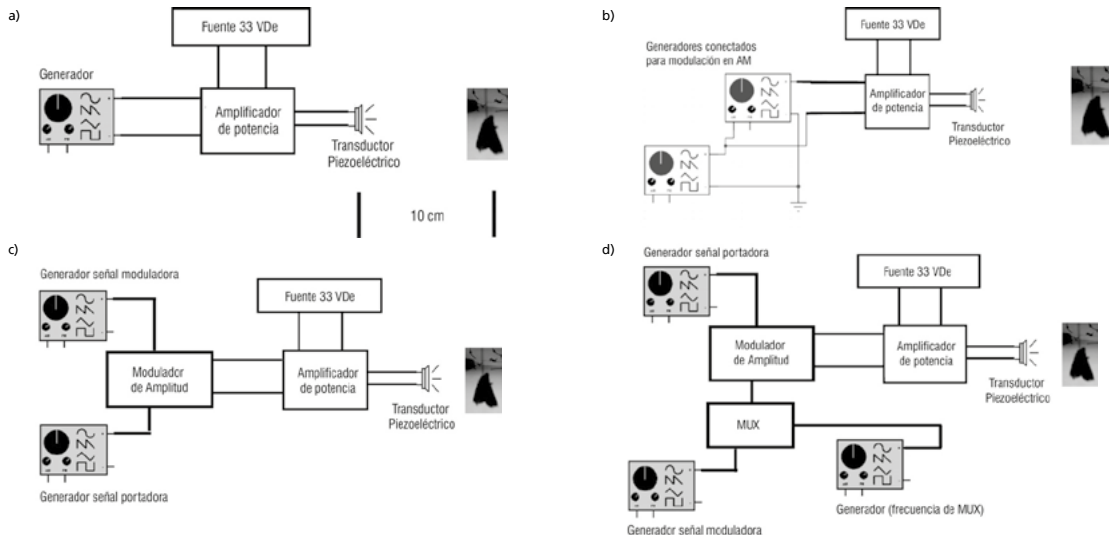 a)
Fuente 33 VDe
Generador
Amplificador
de potencia
Transductor
Piezoeléctrico
10 cm
b)
Fuente 33 VDe
Generadores conectados
para modulación en AM
Amplificador
de potencia
Transductor
Piezoeléctrico
c)
Generador señal moduladora
Fuente 33 VDe
Modulador
de Amplitud
Amplificador
de potencia
Transductor
Piezoeléctrico
Generador señal portadora
d)
Generador señal portadora
Fuente 33 VDe
Modulador
de Amplitud
Amplificador
de potencia
Transductor
Piezoeléctrico
MUX
Generador (frecuencia de MUX)
Generador señal moduladora